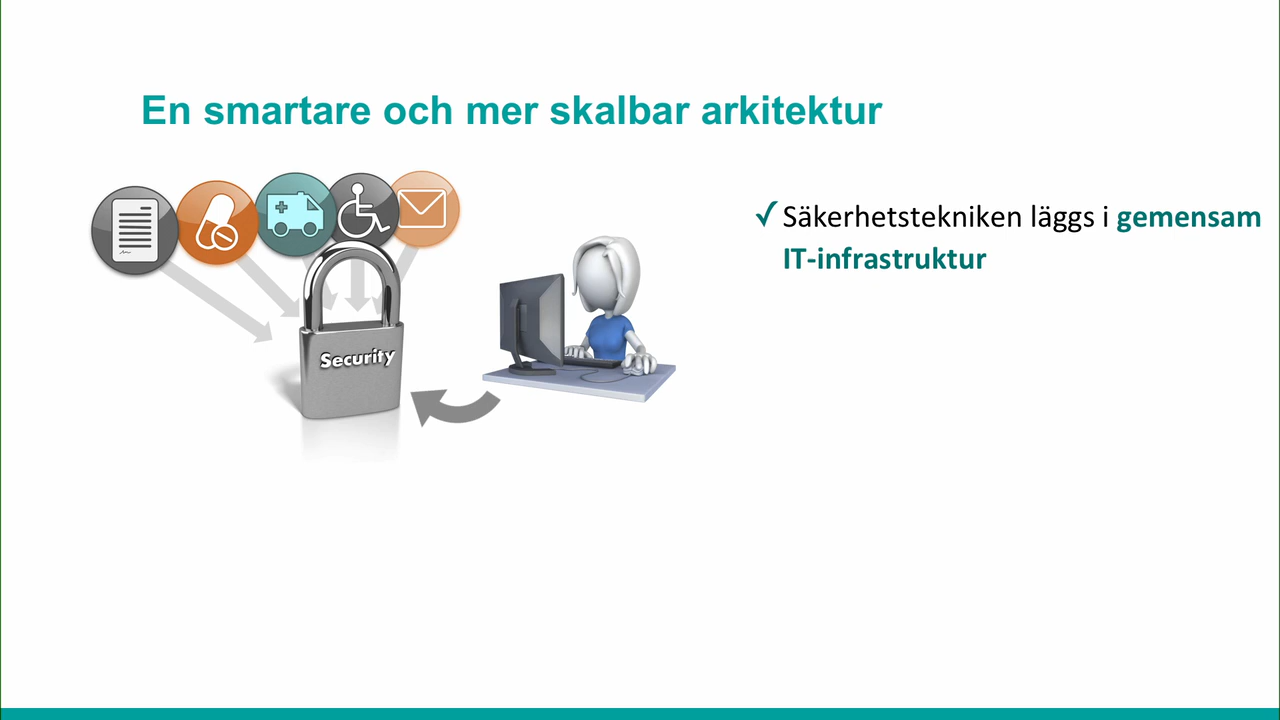 En smartare och mer skalbar arkitektur
Security
✓ Säkerhetstekniken läggs i gemensam
IT-infrastruktur